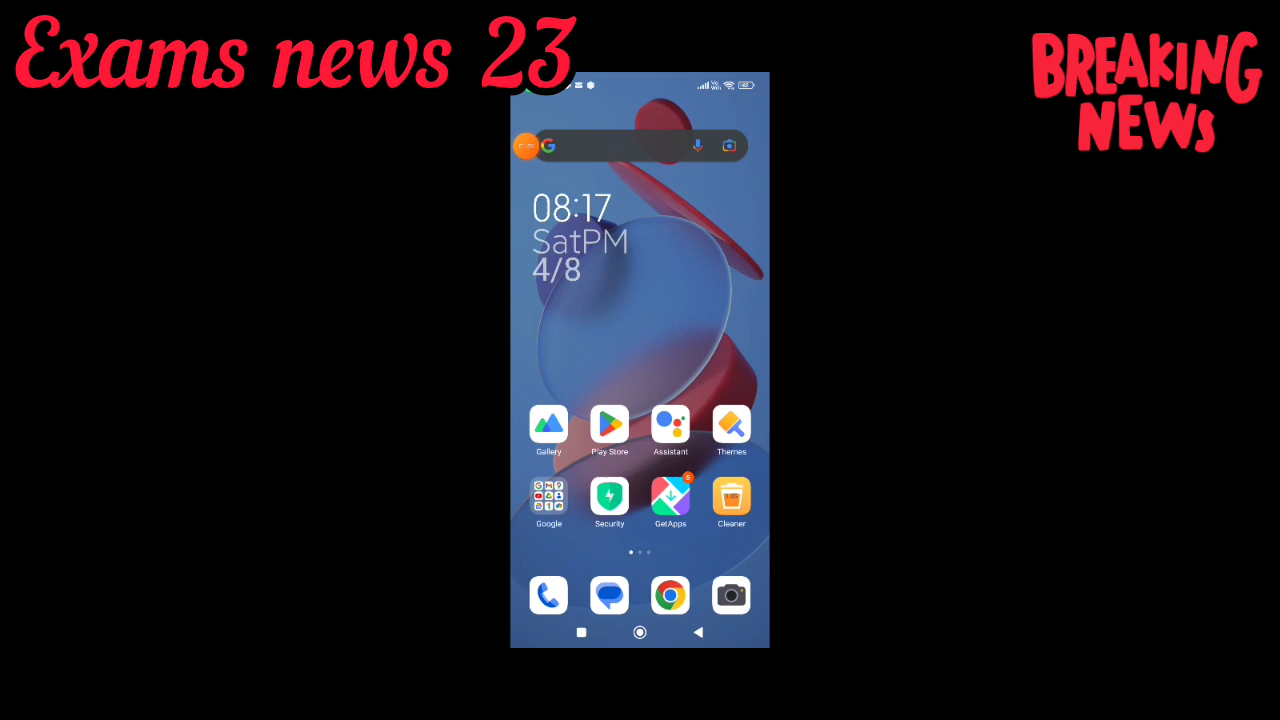 Exams news 23
BREAKING
NEWS
08:17
SatPM
4/8
Gallery
Play Store
Assistant
Themes
5
Google
Security
GetApps
Cleaner